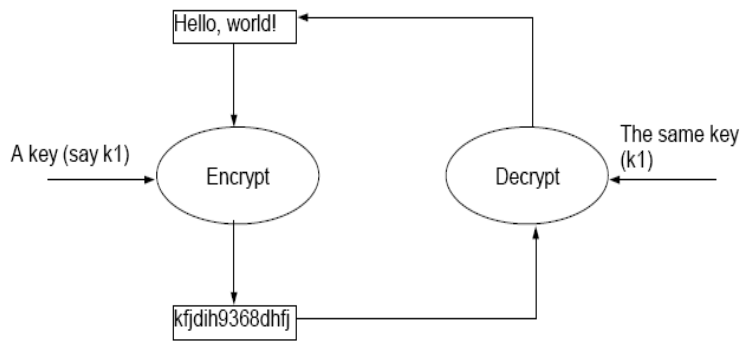 Hello, world!
A key (say k1)
Encrypt
Decrypt
The same key
(k1)
kfjdih9368dhfj